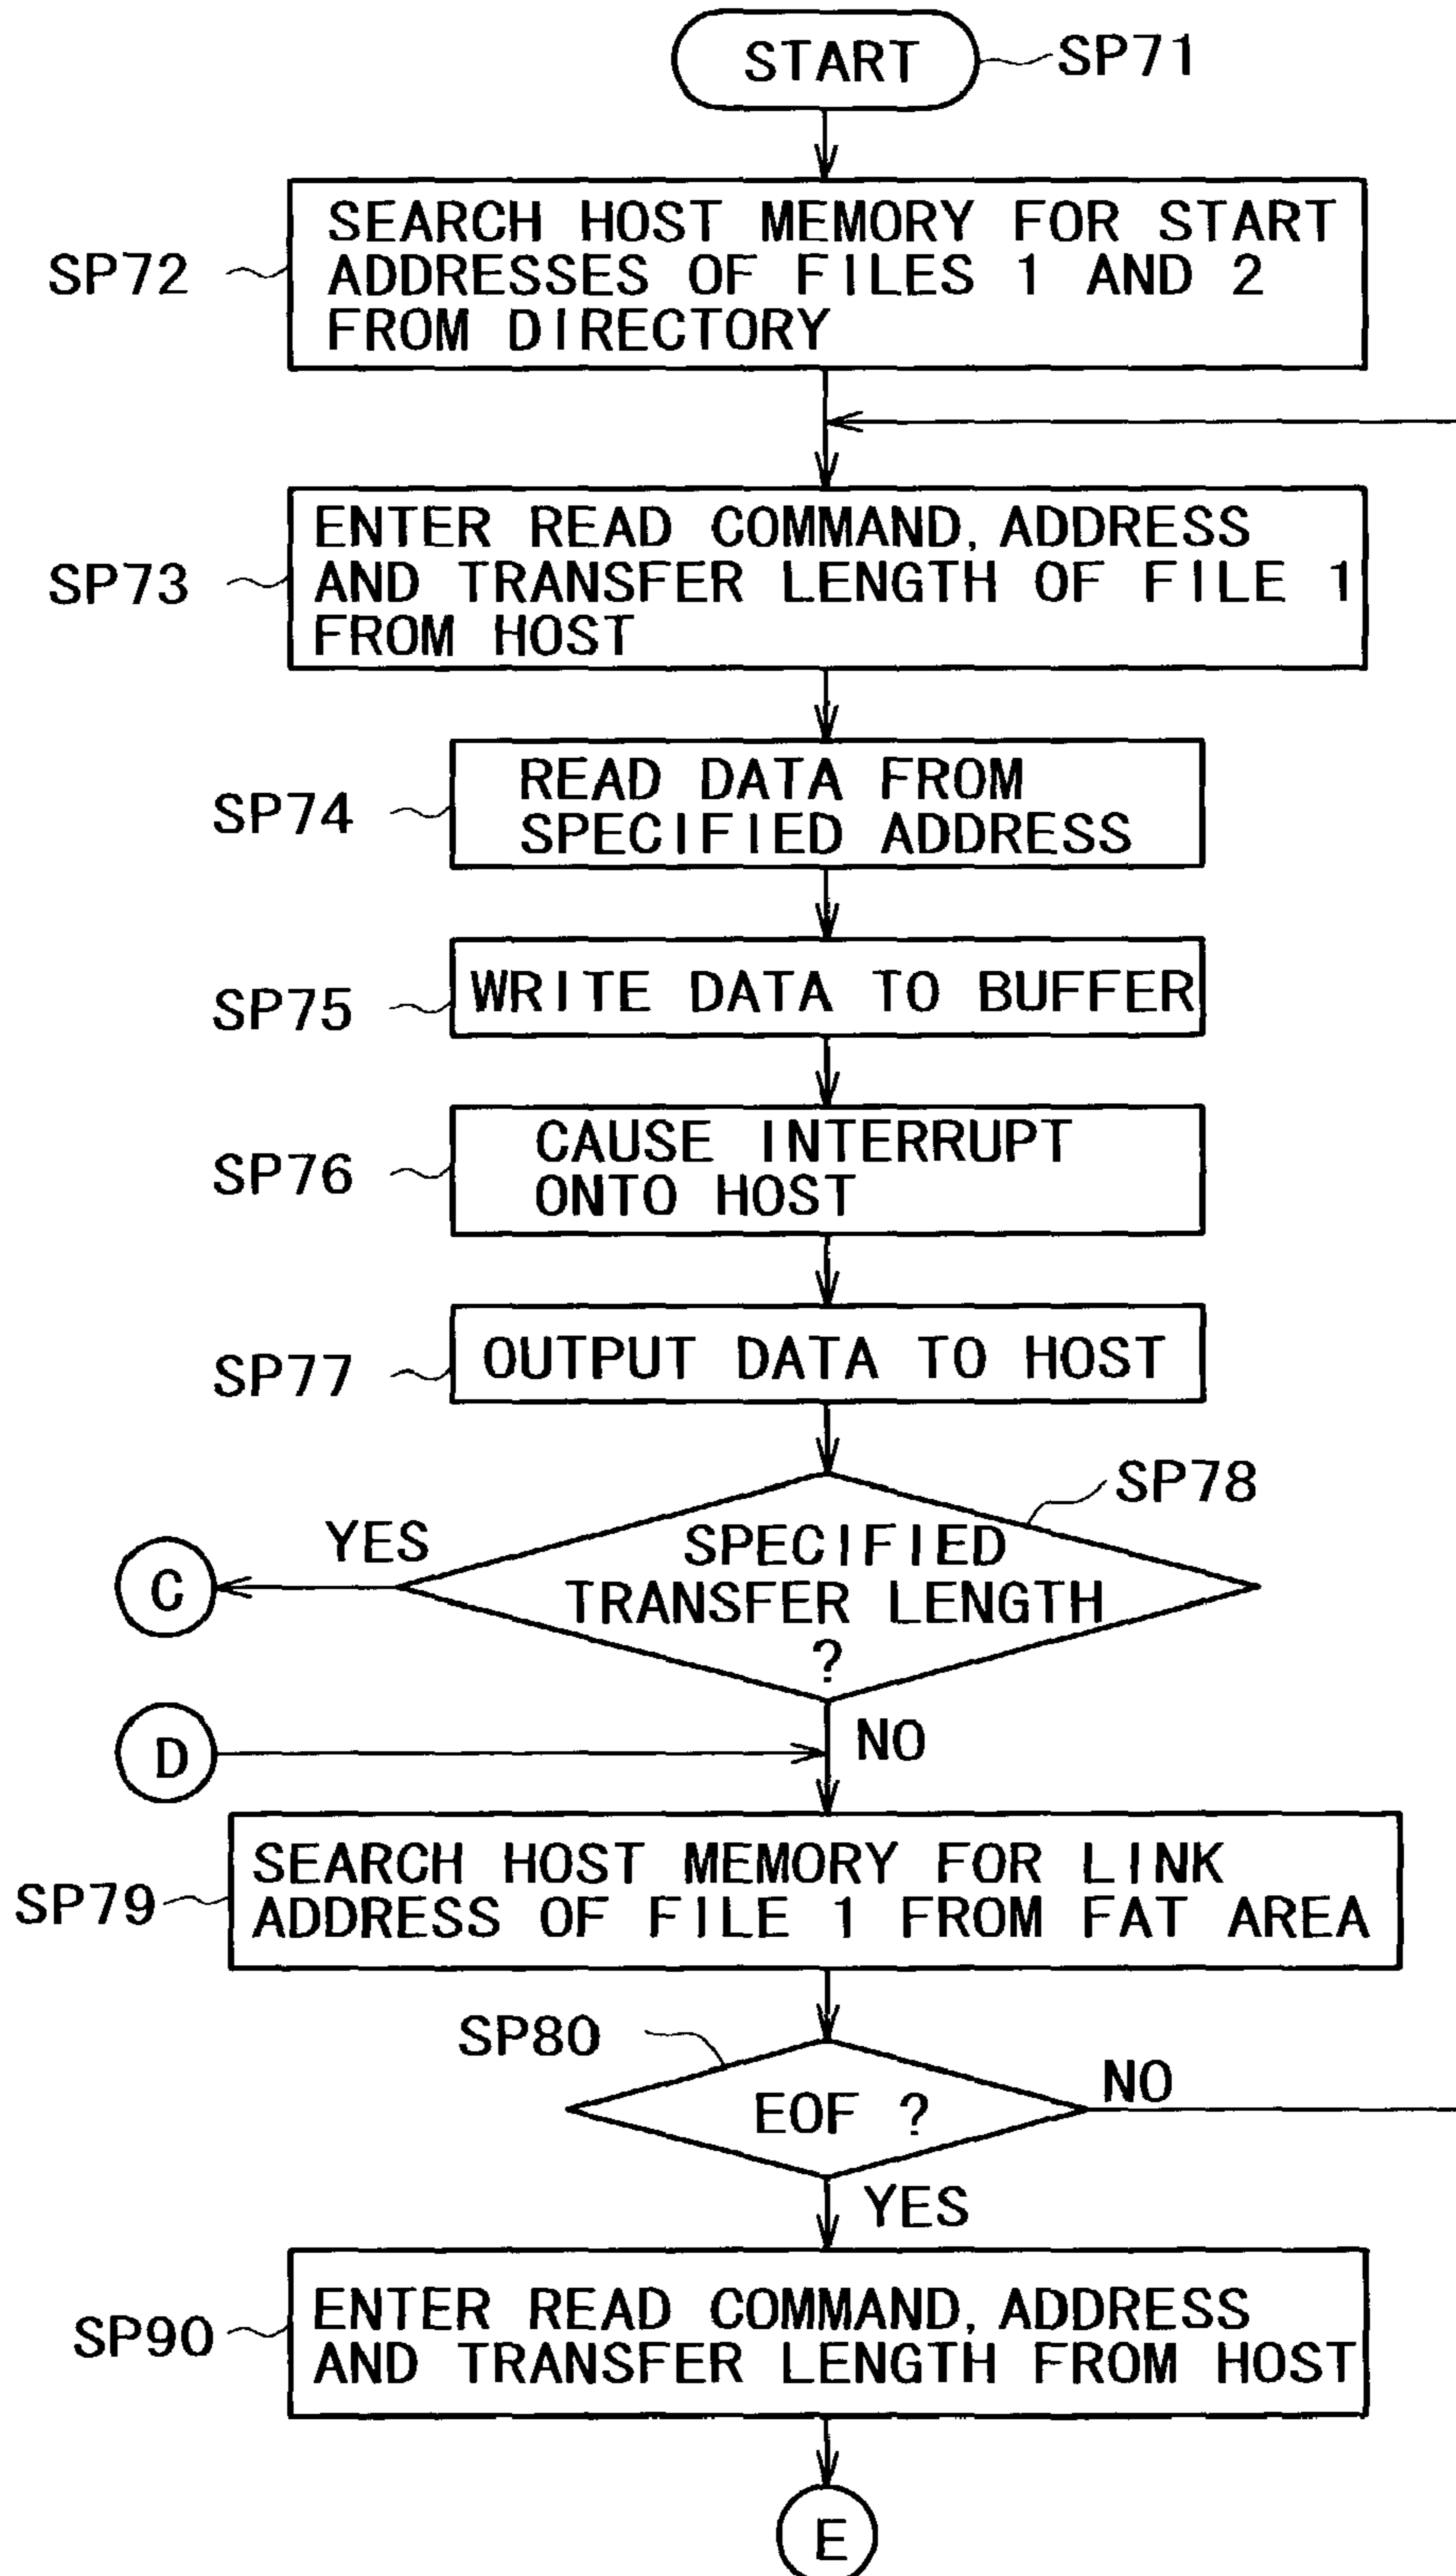 START
SP71
SP72
SEARCH HOST MEMORY FOR START
ADDRESSES OF FILES 1 AND 2
FROM DIRECTORY
SP73
ENTER READ COMMAND, ADDRESS
AND TRANSFER LENGTH OF FILE 1
FROM HOST
SP74
READ DATA FROM
SPECIFIED ADDRESS
SP75
WRITE DATA TO BUFFER
SP76
CAUSE INTERRUPT
ONTO HOST
SP77
OUTPUT DATA TO HOST
SP78
YES
C
SPECIFIED
TRANSFER LENGTH
?
D
NO
SP79
SEARCH HOST MEMORY FOR LINK
ADDRESS OF FILE 1 FROM FAT AREA
SP80
EOF ?
NO
YES
SP90
ENTER READ COMMAND, ADDRESS
AND TRANSFER LENGTH FROM HOST
E